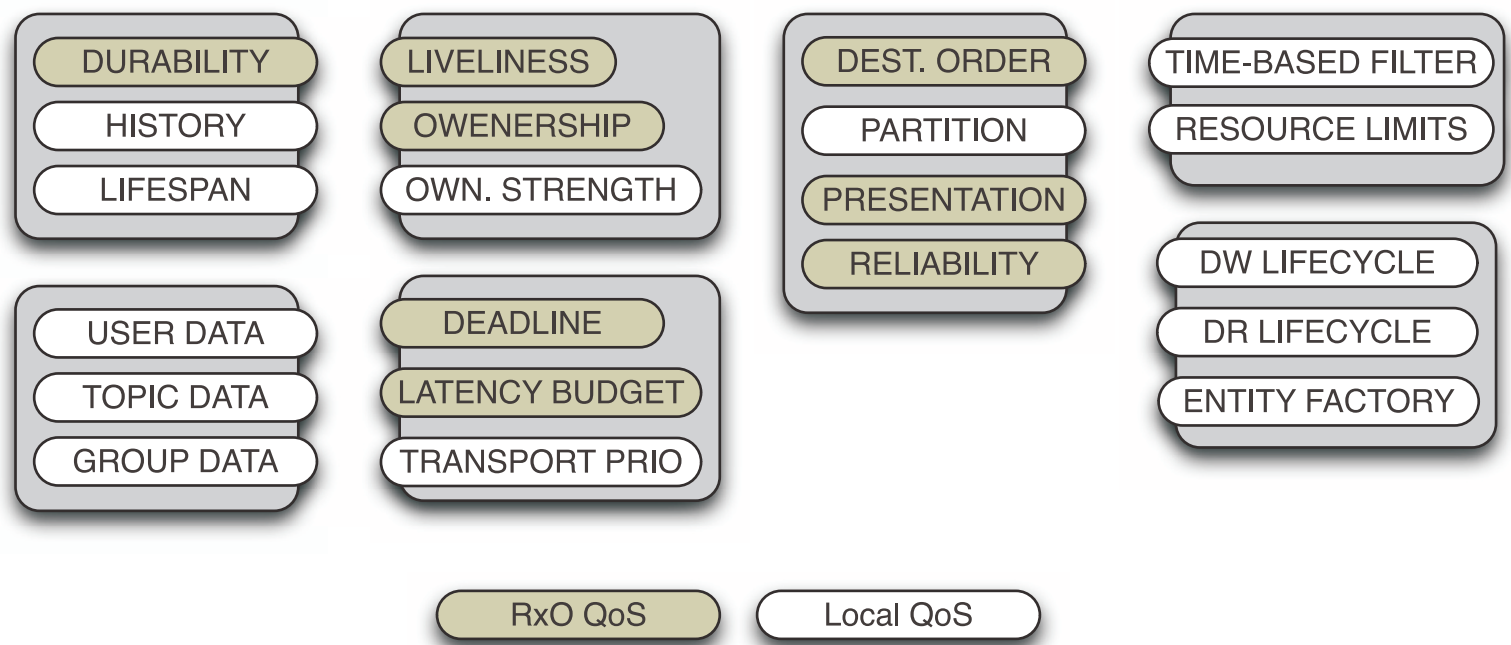 DURABILITY
HISTORY
LIFESPAN
LIVELINESS
OWENERSHIP
OWN. STRENGTH
DEST. ORDER
PARTITION
PRESENTATION
RELIABILITY
TIME-BASED FILTER
RESOURCE LIMITS
USER DATA
TOPIC DATA
GROUP DATA
DEADLINE
LATENCY BUDGET
TRANSPORT PRIO
DW LIFECYCLE
DR LIFECYCLE
ENTITY FACTORY
RxO QoS
Local QoS